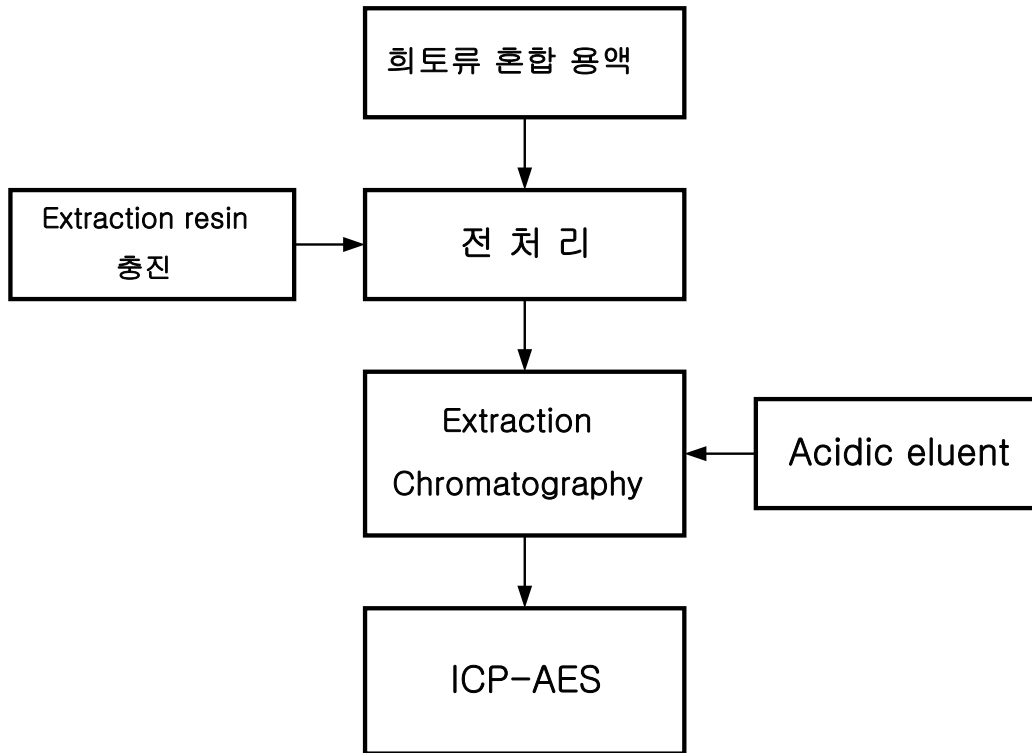 희토류 혼합 용액
Extraction resin
충진
전 처 리
Extraction
Chromatography
Acidic eluent
ICP-AES